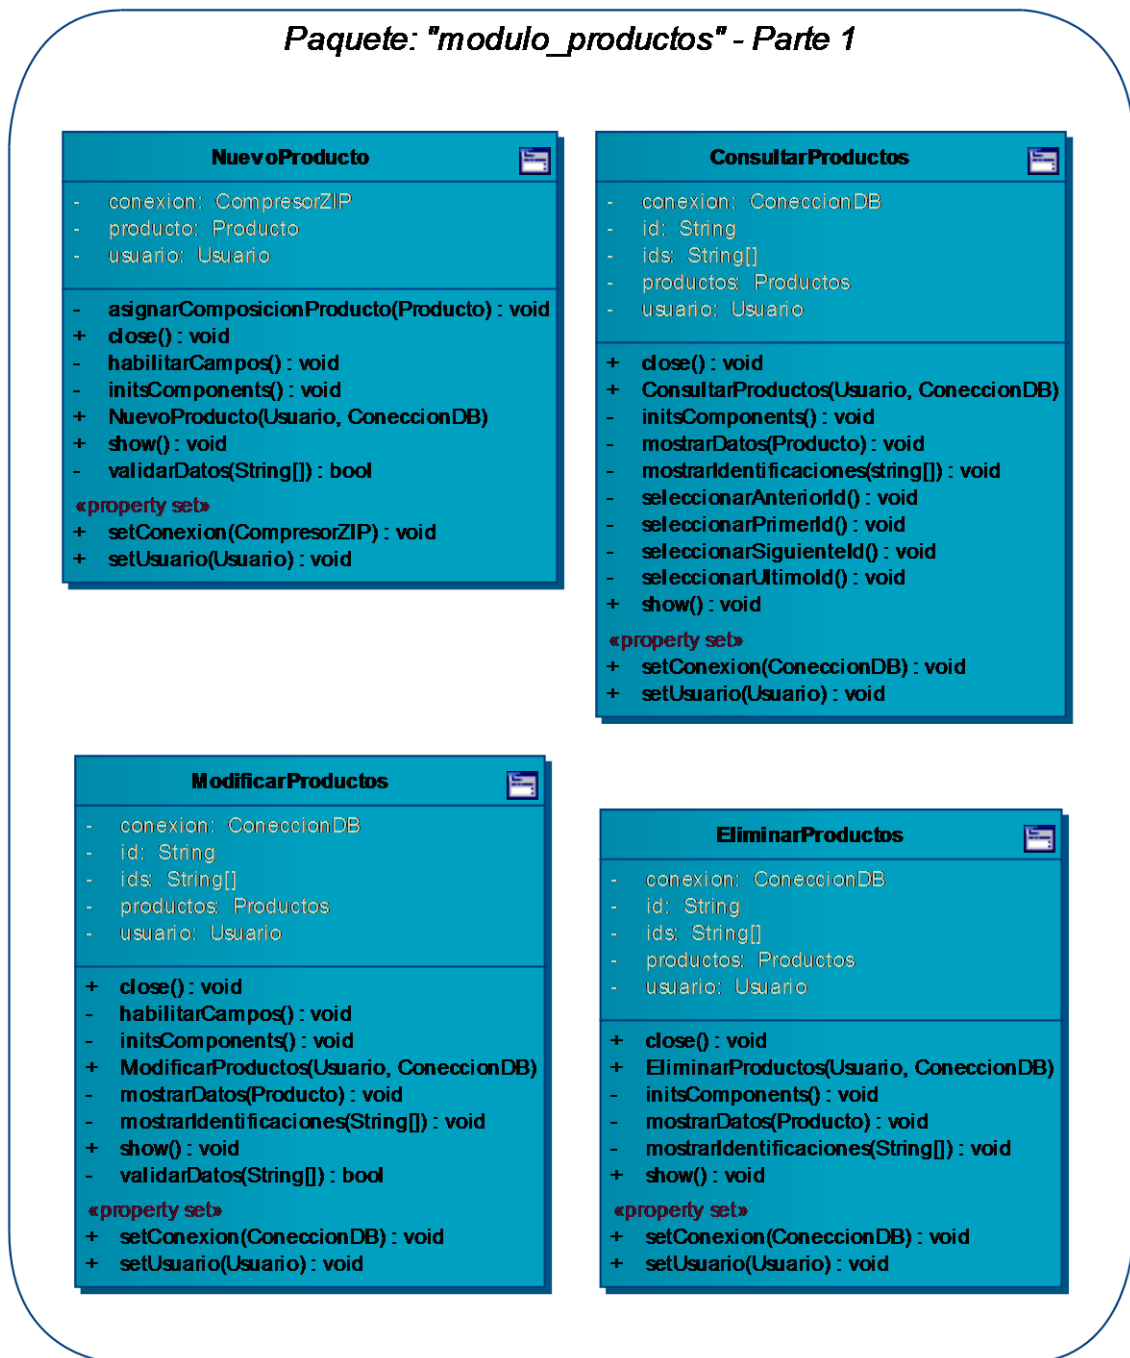 Paquete: "modulo_productos" - Parte 1
NuevoProducto
- conexion: CompresorZIP
- producto: Producto
- usuario: Usuario
- asignarComposicionProducto(Producto) : void
+ close() : void
- habilitarCampos() : void
- initsComponents() : void
+ NuevoProducto(Usuario, ConeccionDB)
+ show() : void
- validarDatos(String[]) : bool
«property set»
+ setConexion(CompresorZIP) : void
+ setUsuario(Usuario) : void
ConsultarProductos
- conexion: ConeccionDB
- id: String
- ids: String[]
- productos: Productos
- usuario: Usuario
+ close() : void
+ ConsultarProductos(Usuario, ConeccionDB)
- initsComponents() : void
- mostrarDatos(Producto) : void
- mostrarIdentificaciones(string[]) : void
- seleccionarAnteriorId() : void
- seleccionarPrimerId() : void
- seleccionarSiguienteId() : void
- seleccionarUltimoId() : void
+ show() : void
«property set»
+ setConexion(ConeccionDB) : void
+ setUsuario(Usuario) : void
ModificarProductos
- conexion: ConeccionDB
- id: String
- ids: String[]
- productos: Productos
- usuario: Usuario
+ close() : void
- habilitarCampos() : void
- initsComponents() : void
+ ModificarProductos(Usuario, ConeccionDB)
- mostrarDatos(Producto) : void
- mostrarIdentificaciones(String[]) : void
+ show() : void
- validarDatos(String[]) : bool
«property set»
+ setConexion(ConeccionDB) : void
+ setUsuario(Usuario) : void
EliminarProductos
- conexion: ConeccionDB
- id: String
- ids: String[]
- productos: Productos
- usuario: Usuario
+ close() : void
+ EliminarProductos(Usuario, ConeccionDB)
- initsComponents() : void
- mostrarDatos(Producto) : void
- mostrarIdentificaciones(String[]) : void
+ show() : void
«property set»
+ setConexion(ConeccionDB) : void
+ setUsuario(Usuario) : void